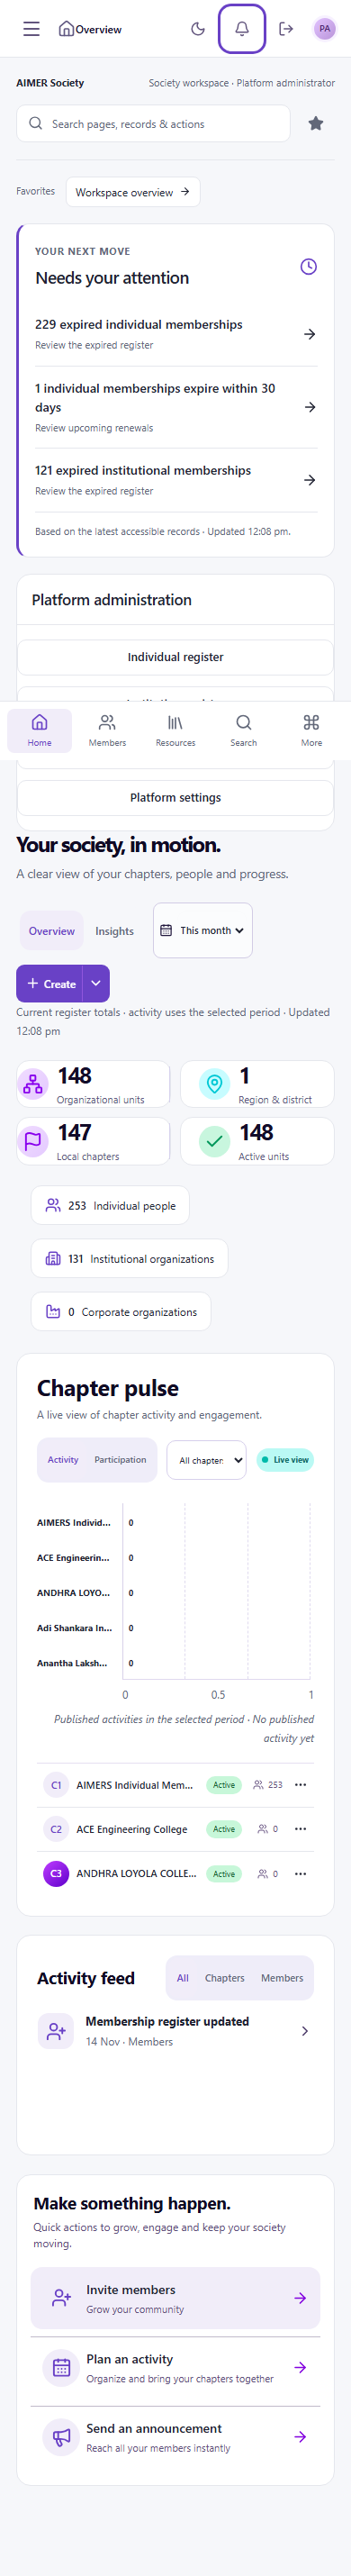 Overview
PA
AIMER Society
Society workspace · Platform administrator
Search pages, records & actions
Favorites
Workspace overview
YOUR NEXT MOVE
Needs your attention
229 expired individual memberships
Review the expired register
1 individual memberships expire within 30
days
Review upcoming renewals
121 expired institutional memberships
Review the expired register
Based on the latest accessible records · Updated 12:08 pm.
Platform administration
Individual register
Home
Members
Resources
Search
More
Platform settings
Your society, in motion.
A clear view of your chapters, people and progress.
Overview
Insights
This month
Create
Current register totals · activity uses the selected period · Updated
12:08 pm
148
Organizational units
1
Region & district
147
Local chapters
148
Active units
253 Individual people
131 Institutional organizations
0 Corporate organizations
Chapter pulse
A live view of chapter activity and engagement.
Activity
Participation
All chapter
Live view
AIMERS Individ... 0
ACE Engineerin... 0
ANDHRA LOYO... 0
Adi Shankara In... 0
Anantha Laksh... 0
0 0.5 1
Published activities in the selected period · No published
activity yet
C1 AIMERS Individual Mem... Active 253
C2 ACE Engineering College Active 0
C3 ANDHRA LOYOLA COLLE... Active 0
Activity feed
All
Chapters
Members
Membership register updated
14 Nov · Members
Make something happen.
Quick actions to grow, engage and keep your society
moving.
Invite members
Grow your community
Plan an activity
Organize and bring your chapters together
Send an announcement
Reach all your members instantly